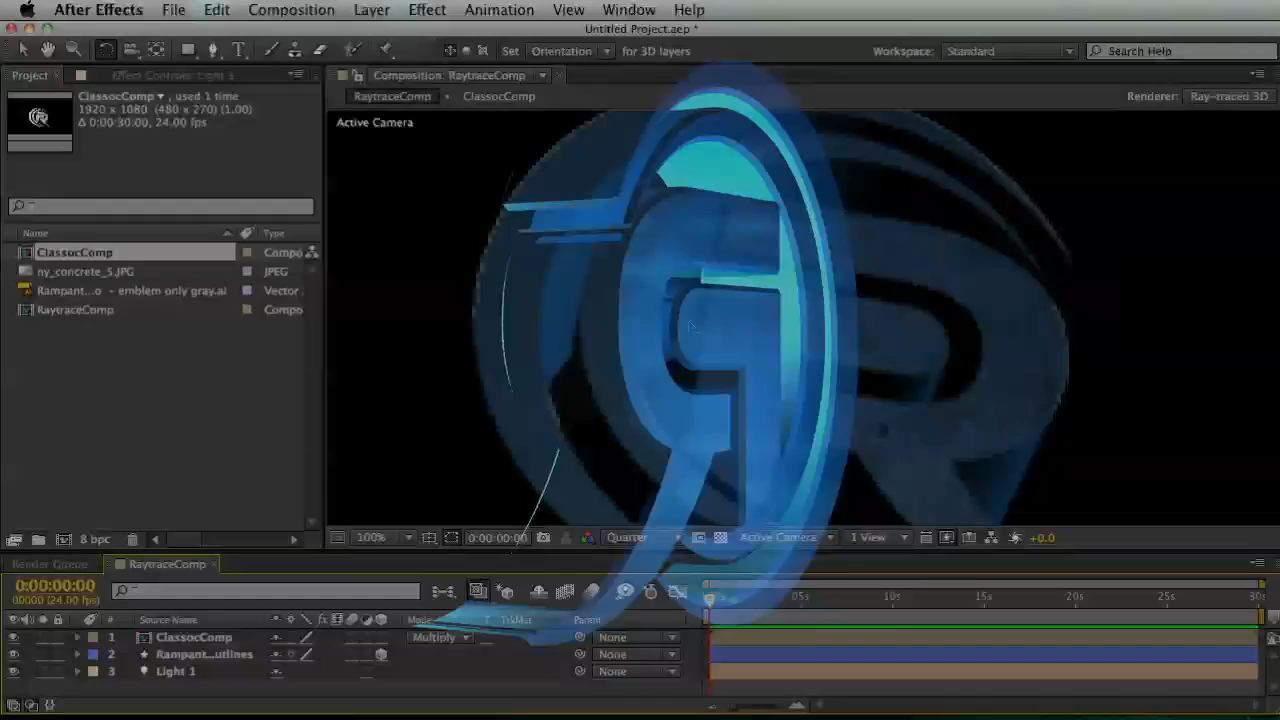 After Effects File Edit Composition Layer Effect Animation View Window Help
Untitled Project.aep *
Set Orientation for 3D layers Workspace: Standard Search Help
Project Effect Controls: Light 1 Composition: RaytraceComp
ClassocComp , used 1 time
1920 x 1080 (480 x 270) (1.00)
Δ 0:00:30:00, 24.00 fps
RaytraceComp ClassocComp Renderer: Ray-traced 3D
Active Camera
Name Type
ClassocComp Compo
ny_concrete_5.JPG JPEG
Rampant...o - emblem only gray.ai Vector
RaytraceComp Compo
8 bpc 100% 0:00:00:00 Quarter Active Camera 1 View +0.0
Render Queue RaytraceComp
0:00:00:00
00000 (24.00 fps)
05s 10s 15s 20s 25s 30s
# Source Name Mode T TrkMat Parent
1 ClassocComp Multiply None
2 Rampant...utlines None
3 Light 1 None